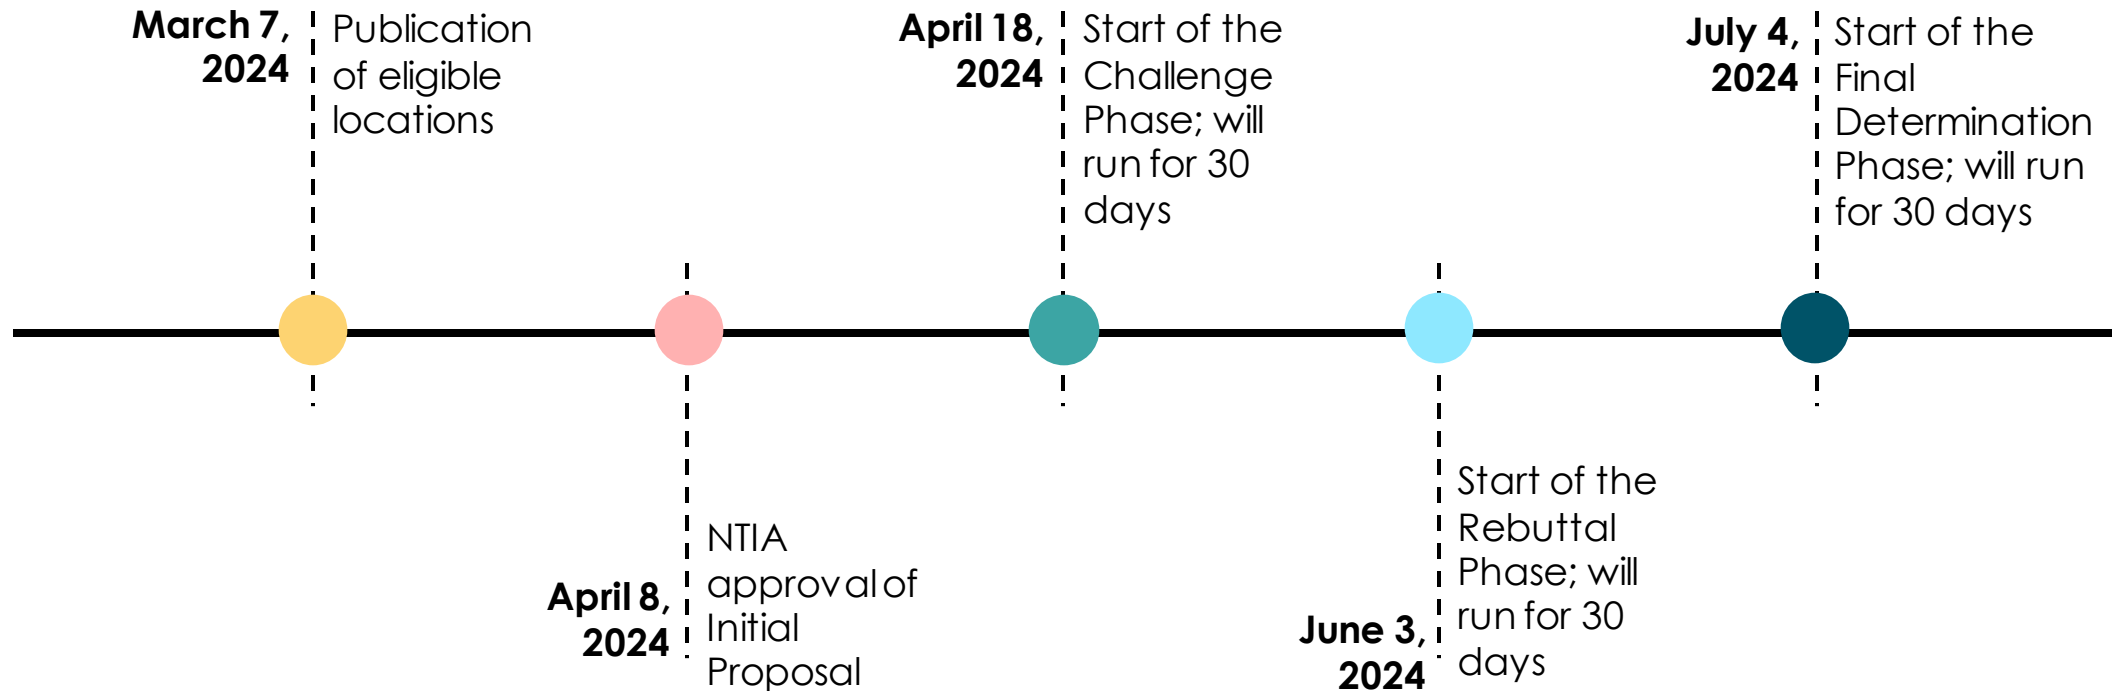 March 7,
2024
Publication
of eligible
locations
April 8,
2024
NTIA
approval of
Initial
Proposal
April 18,
2024
Start of the
Challenge
Phase; will
run for 30
days
June 3,
2024
Start of the
Rebuttal
Phase; will
run for 30
days
July 4,
2024
Start of the
Final
Determination
Phase; will run
for 30 days